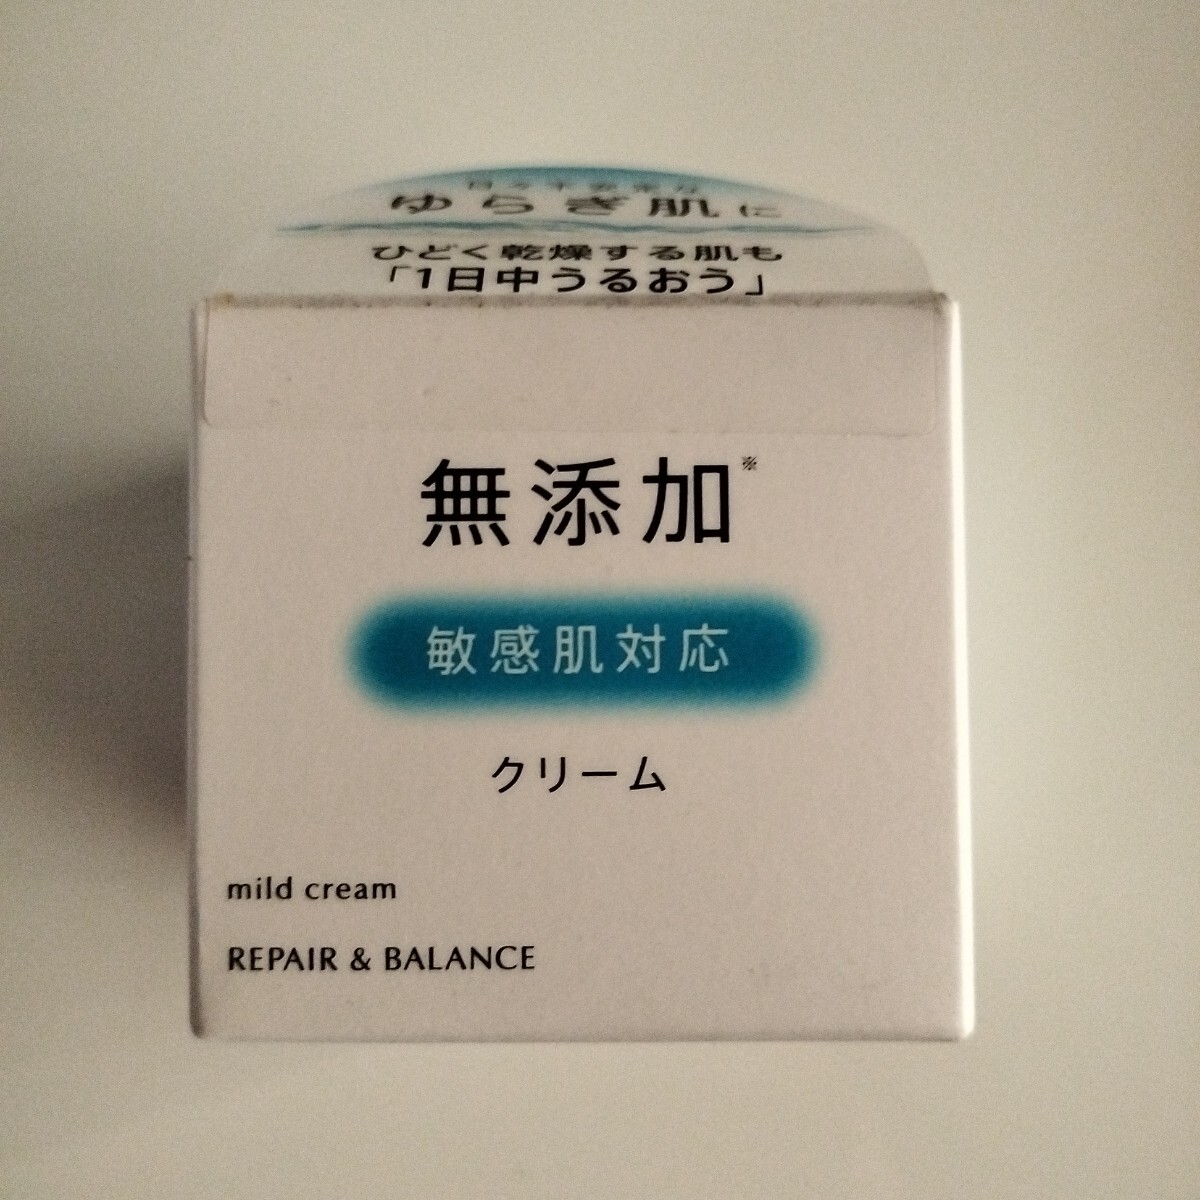 ゆらぎ肌に
ひどく乾燥する肌も
「1日中うるおう」
無添加※
敏感肌対応
クリーム
mild cream
REPAIR & BALANCE